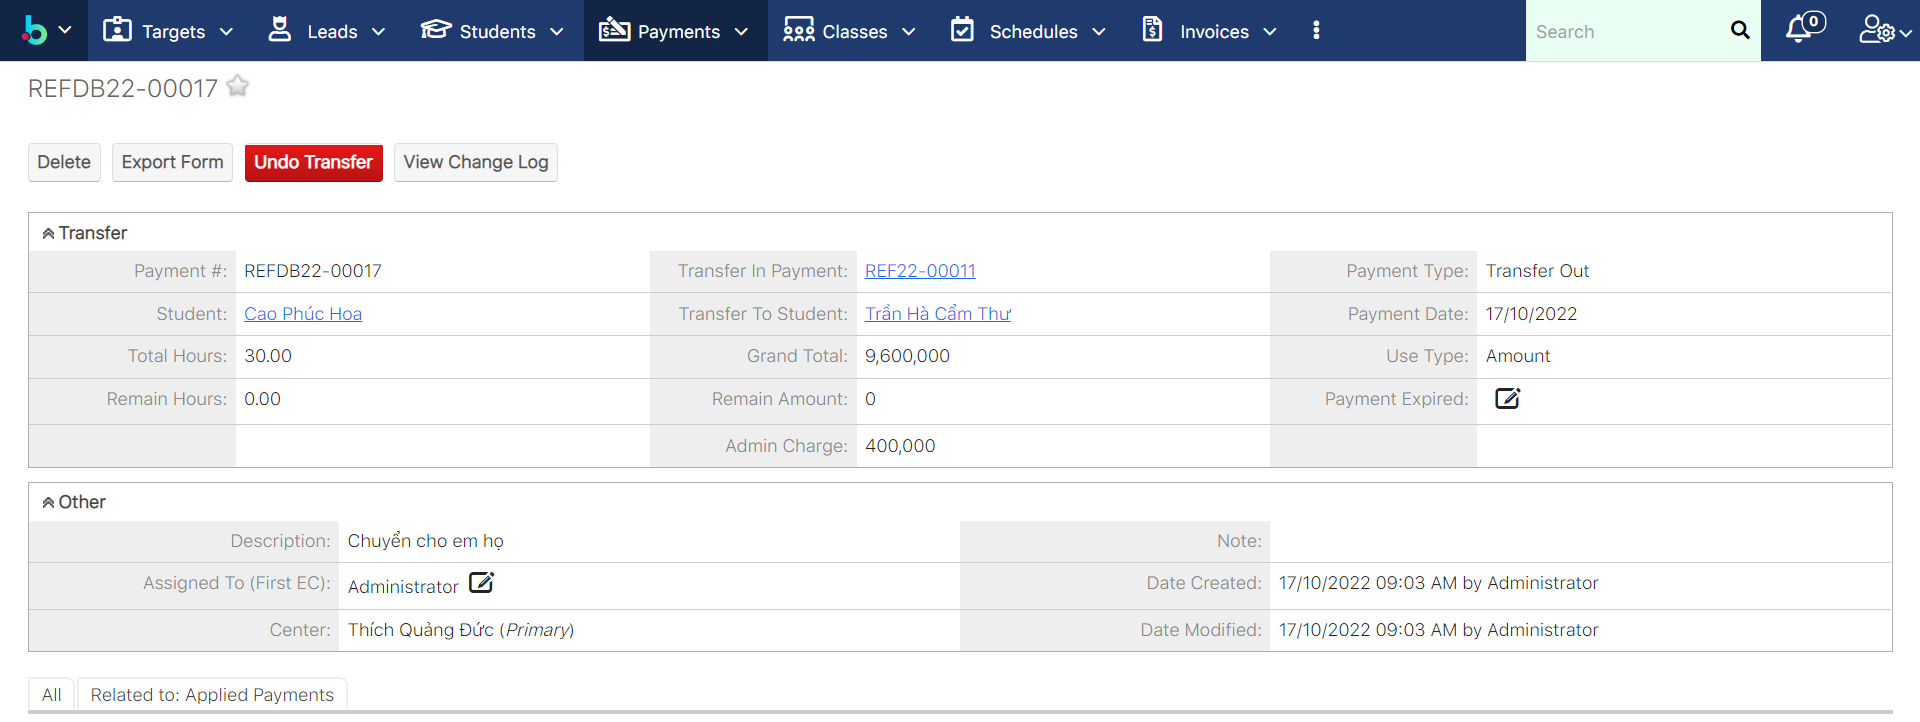 Targets Leads Students Payments Classes Schedules Invoices Search 0
REFDB22-00017
Delete Export Form Undo Transfer View Change Log
Transfer
Payment #: REFDB22-00017 Transfer In Payment: REF22-00011 Payment Type: Transfer Out
Student: Cao Phúc Hoa Transfer To Student: Trần Hà Cẩm Thư Payment Date: 17/10/2022
Total Hours: 30.00 Grand Total: 9,600,000 Use Type: Amount
Remain Hours: 0.00 Remain Amount: 0 Payment Expired:
Admin Charge: 400,000
Other
Description: Chuyển cho em họ Note:
Assigned To (First EC): Administrator Date Created: 17/10/2022 09:03 AM by Administrator
Center: Thích Quảng Đức (Primary) Date Modified: 17/10/2022 09:03 AM by Administrator
All Related to: Applied Payments